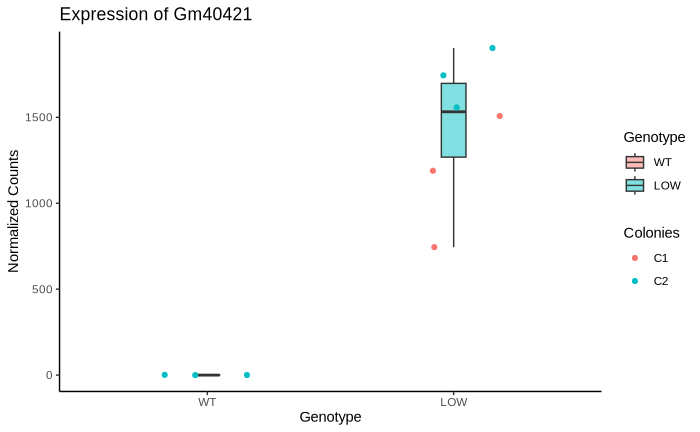 Expression of Gm40421
Normalized Counts
1500
1000
500
0
WT
LOW
Genotype
Genotype
WT
LOW
Colonies
C1
C2